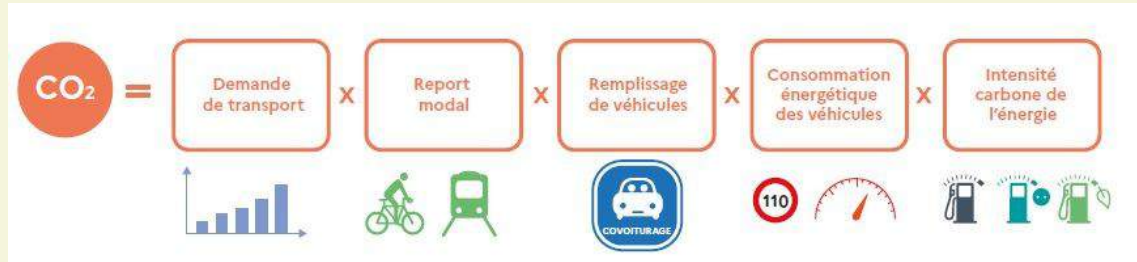 CO₂ =
Demande
de transport
x
Report
modal
x
Remplissage
de véhicules
x
Consommation
énergétique
des véhicules
x
Intensité
carbone de
l'énergie
COVOITURAGE
110